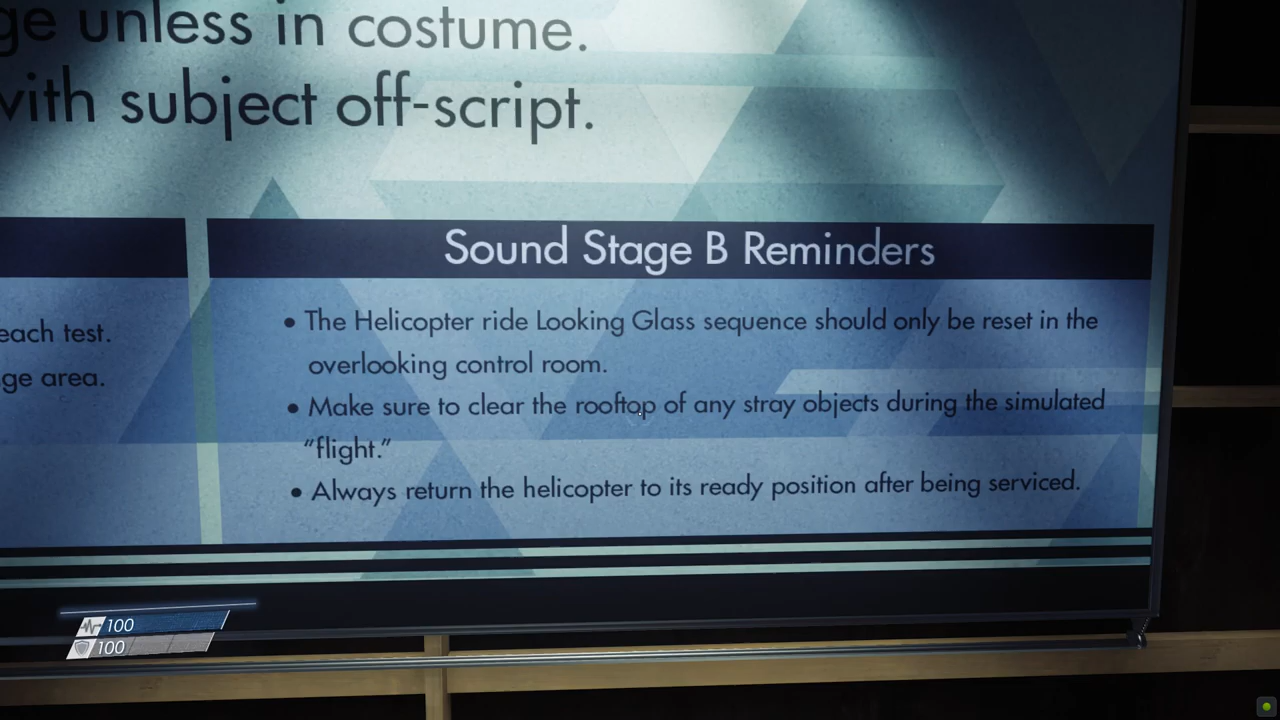 ge unless in costume.
with subject off-script.
Sound Stage B Reminders
each test.
ge area.
• The Helicopter ride Looking Glass sequence should only be reset in the
overlooking control room.
• Make sure to clear the rooftop of any stray objects during the simulated
“flight.”
• Always return the helicopter to its ready position after being serviced.
100
100